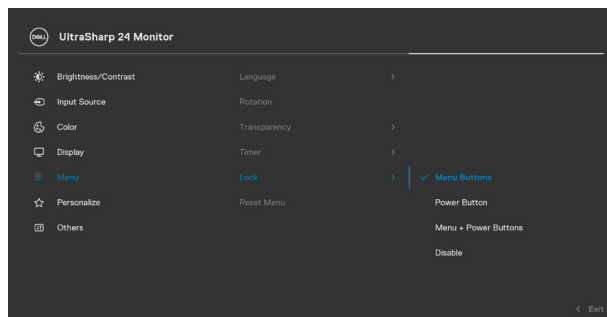 DELL UltraSharp 24 Monitor
Brightness/Contrast Language >
Input Source Rotation
Color Transparency >
Display Timer >
Menu Lock > ✓ Menu Buttons
Personalize Reset Menu Power Button
Others Menu + Power Buttons
Disable
< Exit